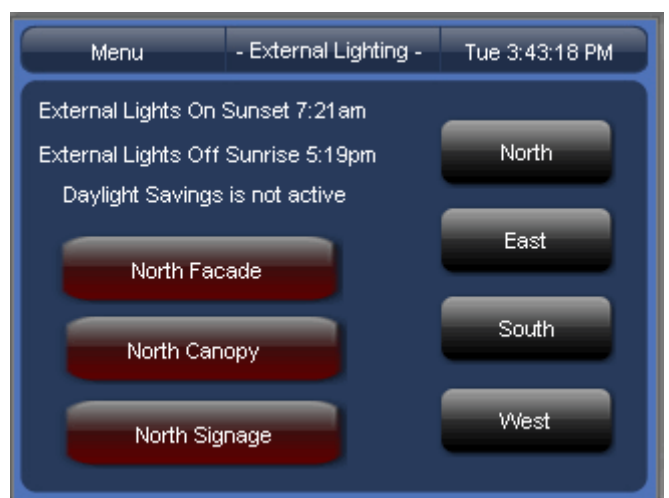 Menu
- External Lighting -
Tue 3:43:18 PM
External Lights On Sunset 7:21am
External Lights Off Sunrise 5:19pm
Daylight Savings is not active
North Facade
North Canopy
North Signage
North
East
South
West